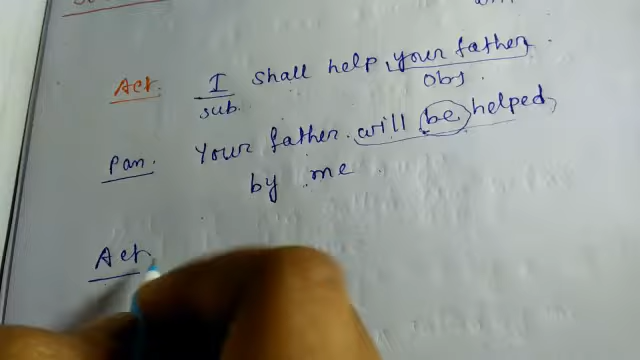 Act. I shall help your father.
sub. obj.
Pan. Your father will be helped
by me
Act.